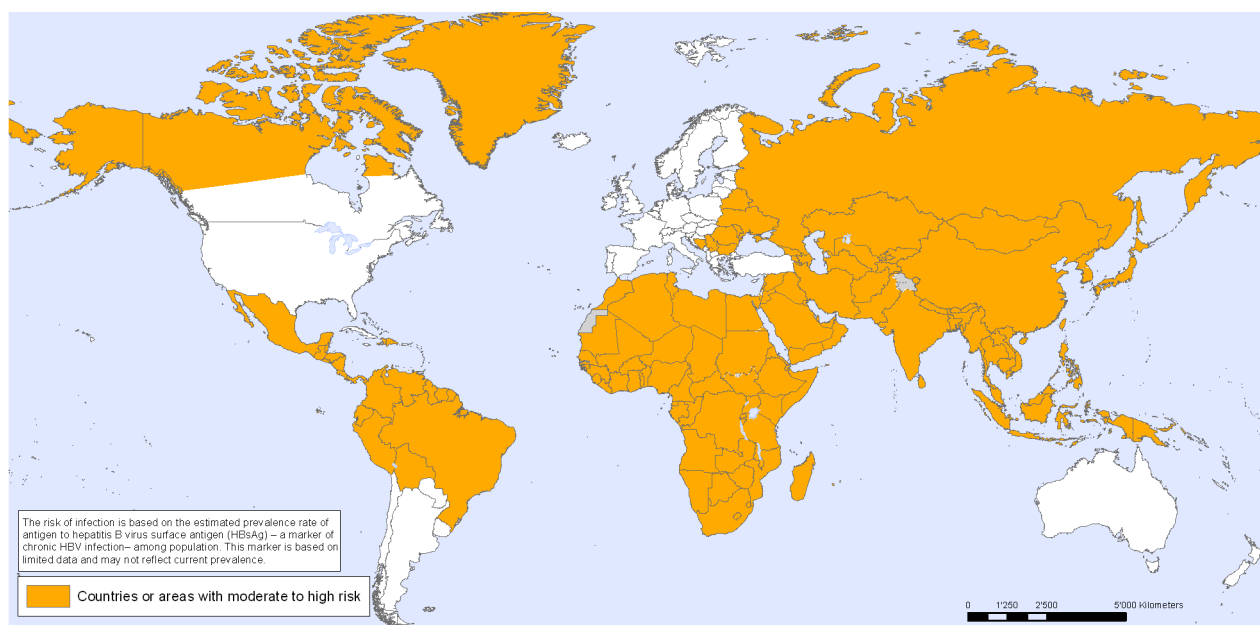 The risk of infection is based on the estimated prevalence rate of
antigen to hepatitis B virus surface antigen (HBsAg) – a marker of
chronic HBV infection– among population. This marker is based on
limited data and may not reflect current prevalence.
Countries or areas with moderate to high risk
0 1'250 2'500 5'000 Kilometers